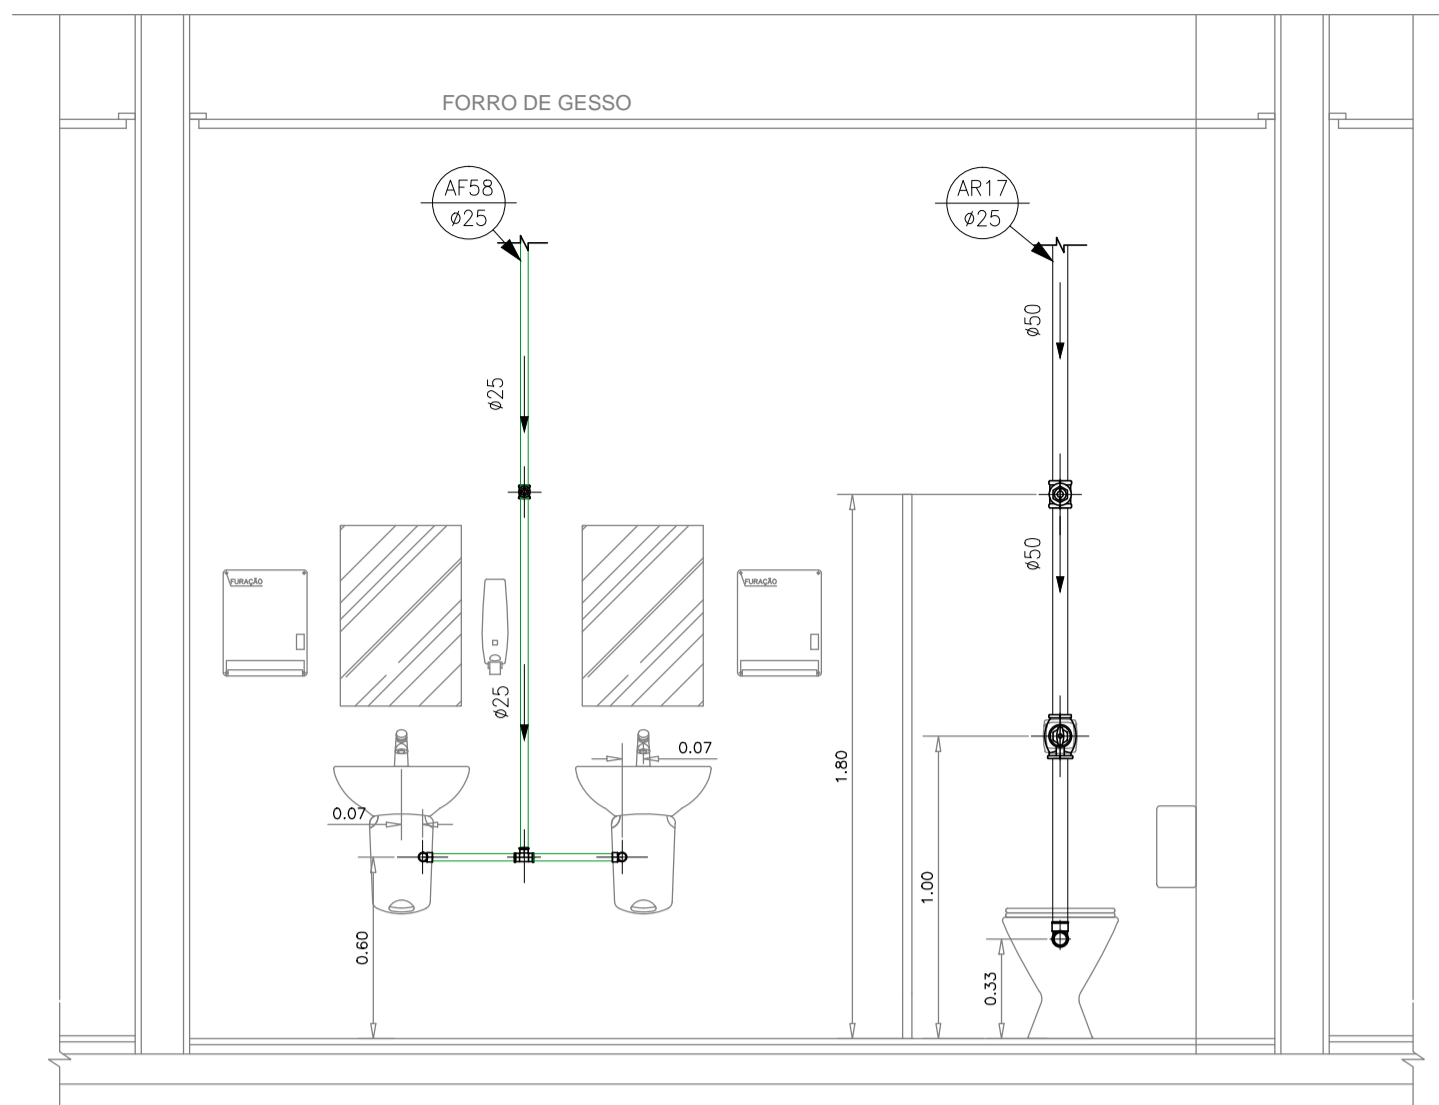 FORRO DE GESSO
AF58
ø25
AR17
ø25
ø50
ø25
ø50
FURAÇÃO
FURAÇÃO
ø25
0.07
1.80
0.07
1.00
0.60
0.33